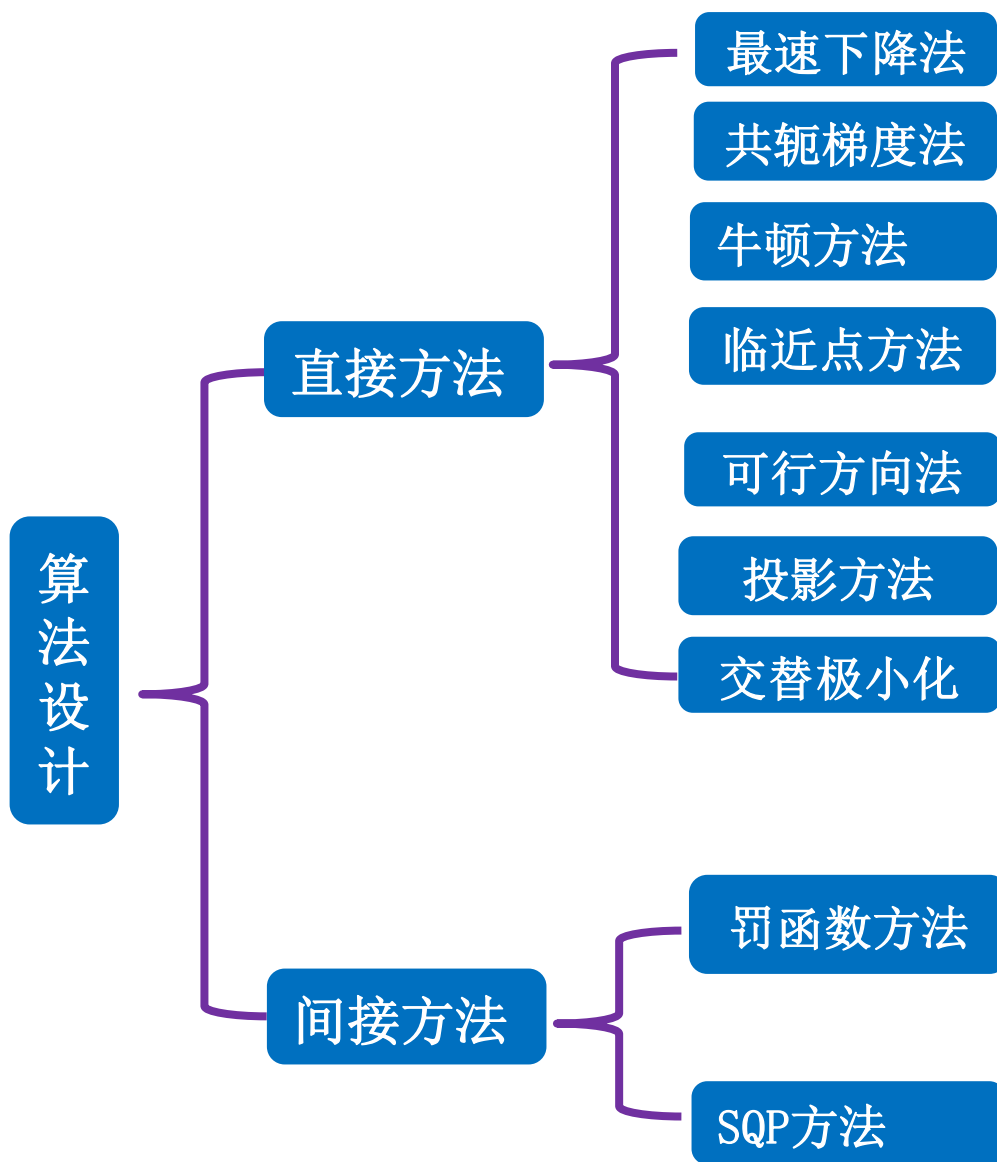 最速下降法
共轭梯度法
牛顿方法
临近点方法
直接方法
可行方向法
投影方法
交替极小化
算法设计
罚函数方法
间接方法
SQP方法